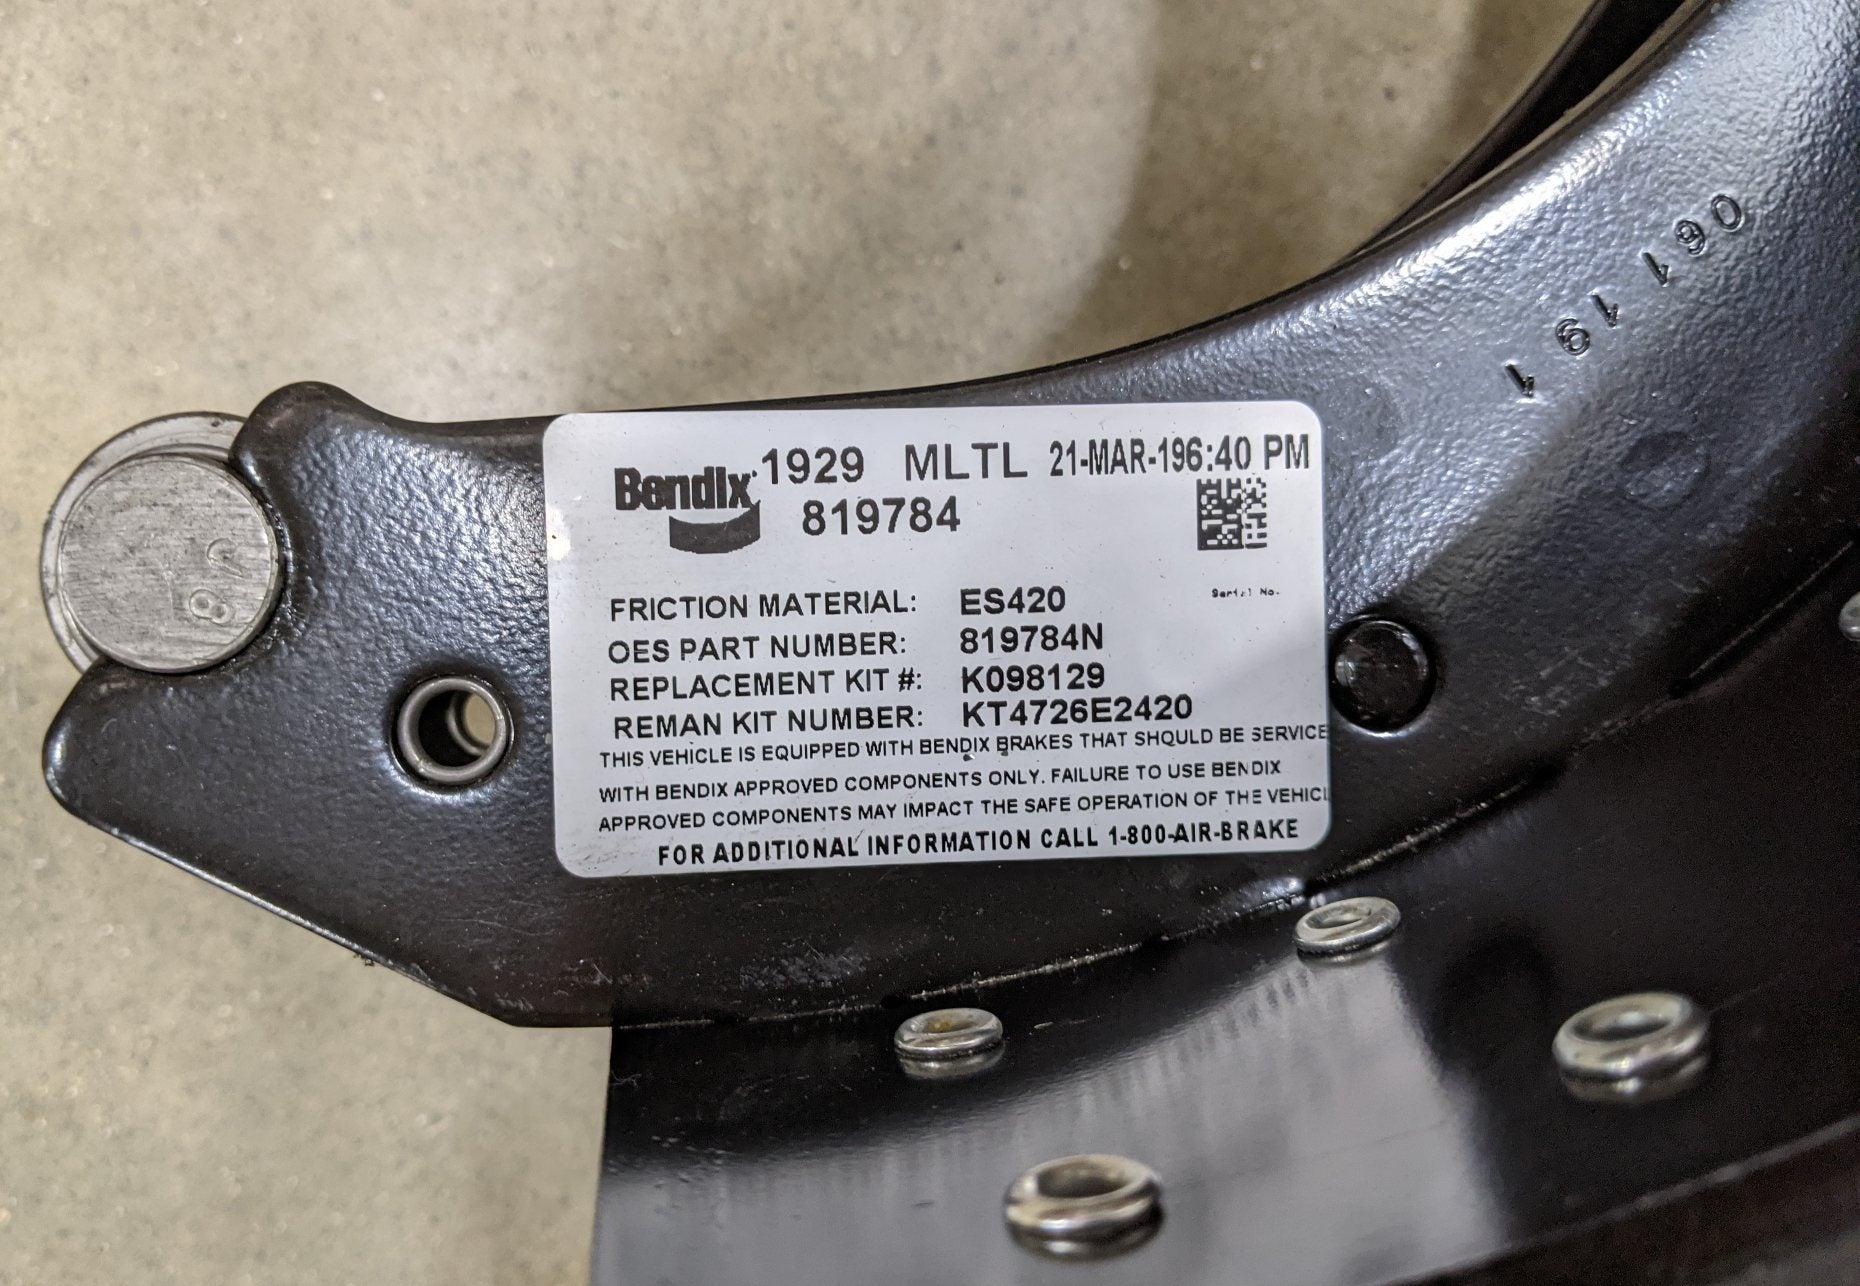 Bendix 1929 MLTL 21-MAR-196:40 PM
819784
FRICTION MATERIAL: ES420
Serial No.
OES PART NUMBER: 819784N
REPLACEMENT KIT #: K098129
REMAN KIT NUMBER: KT4726E2420
THIS VEHICLE IS EQUIPPED WITH BENDIX BRAKES THAT SHOULD BE SERVICE
WITH BENDIX APPROVED COMPONENTS ONLY. FAILURE TO USE BENDIX
APPROVED COMPONENTS MAY IMPACT THE SAFE OPERATION OF THE VEHICL
FOR ADDITIONAL INFORMATION CALL 1-800-AIR-BRAKE
061 19 1